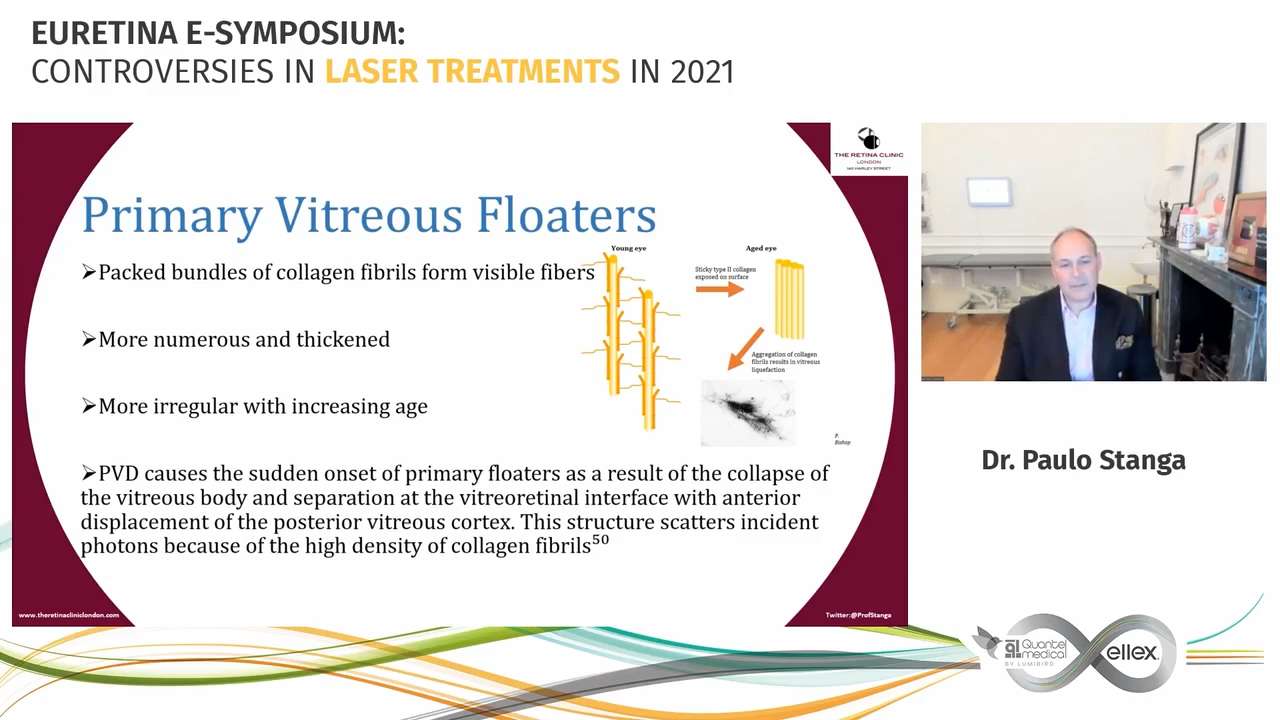 EURETINA E-SYMPOSIUM:
CONTROVERSIES IN LASER TREATMENTS IN 2021
THE RETINA CLINIC
LONDON
140 HARLEY STREET
Primary Vitreous Floaters
Young eye
Aged eye
➢Packed bundles of collagen fibrils form visible fibers
Sticky type II collagen
exposed on surface
➢More numerous and thickened
Aggregation of collagen
fibrils results in vitreous
liquefaction
➢More irregular with increasing age
P.
Bishop
➢PVD causes the sudden onset of primary floaters as a result of the collapse of
the vitreous body and separation at the vitreoretinal interface with anterior
displacement of the posterior vitreous cortex. This structure scatters incident
photons because of the high density of collagen fibrils⁵⁰
www.theretinacliniclondon.com
Twitter:@ProfStanga
Dr. Paulo Stanga
Quantel
medical
BY LUMIBIRD
ellex.